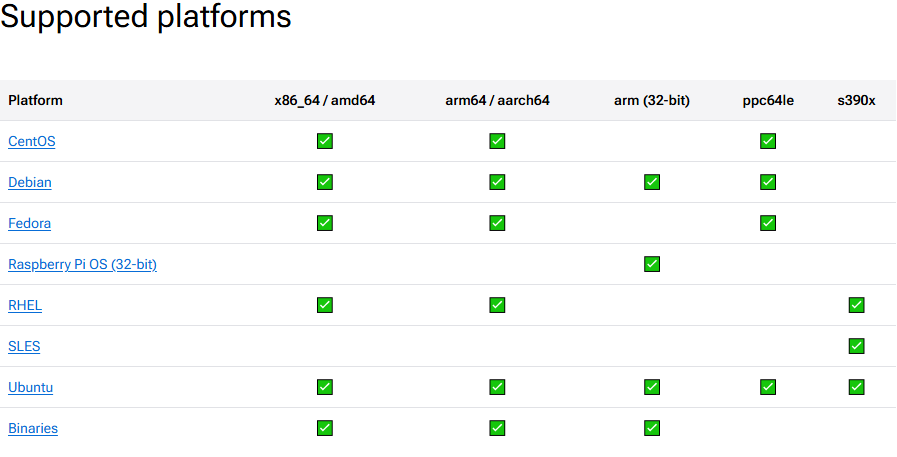 Supported platforms
Platform x86_64 / amd64 arm64 / aarch64 arm (32-bit) ppc64le s390x
CentOS ✅ ✅ ✅
Debian ✅ ✅ ✅ ✅
Fedora ✅ ✅ ✅
Raspberry Pi OS (32-bit) ✅
RHEL ✅ ✅ ✅
SLES ✅
Ubuntu ✅ ✅ ✅ ✅ ✅
Binaries ✅ ✅ ✅